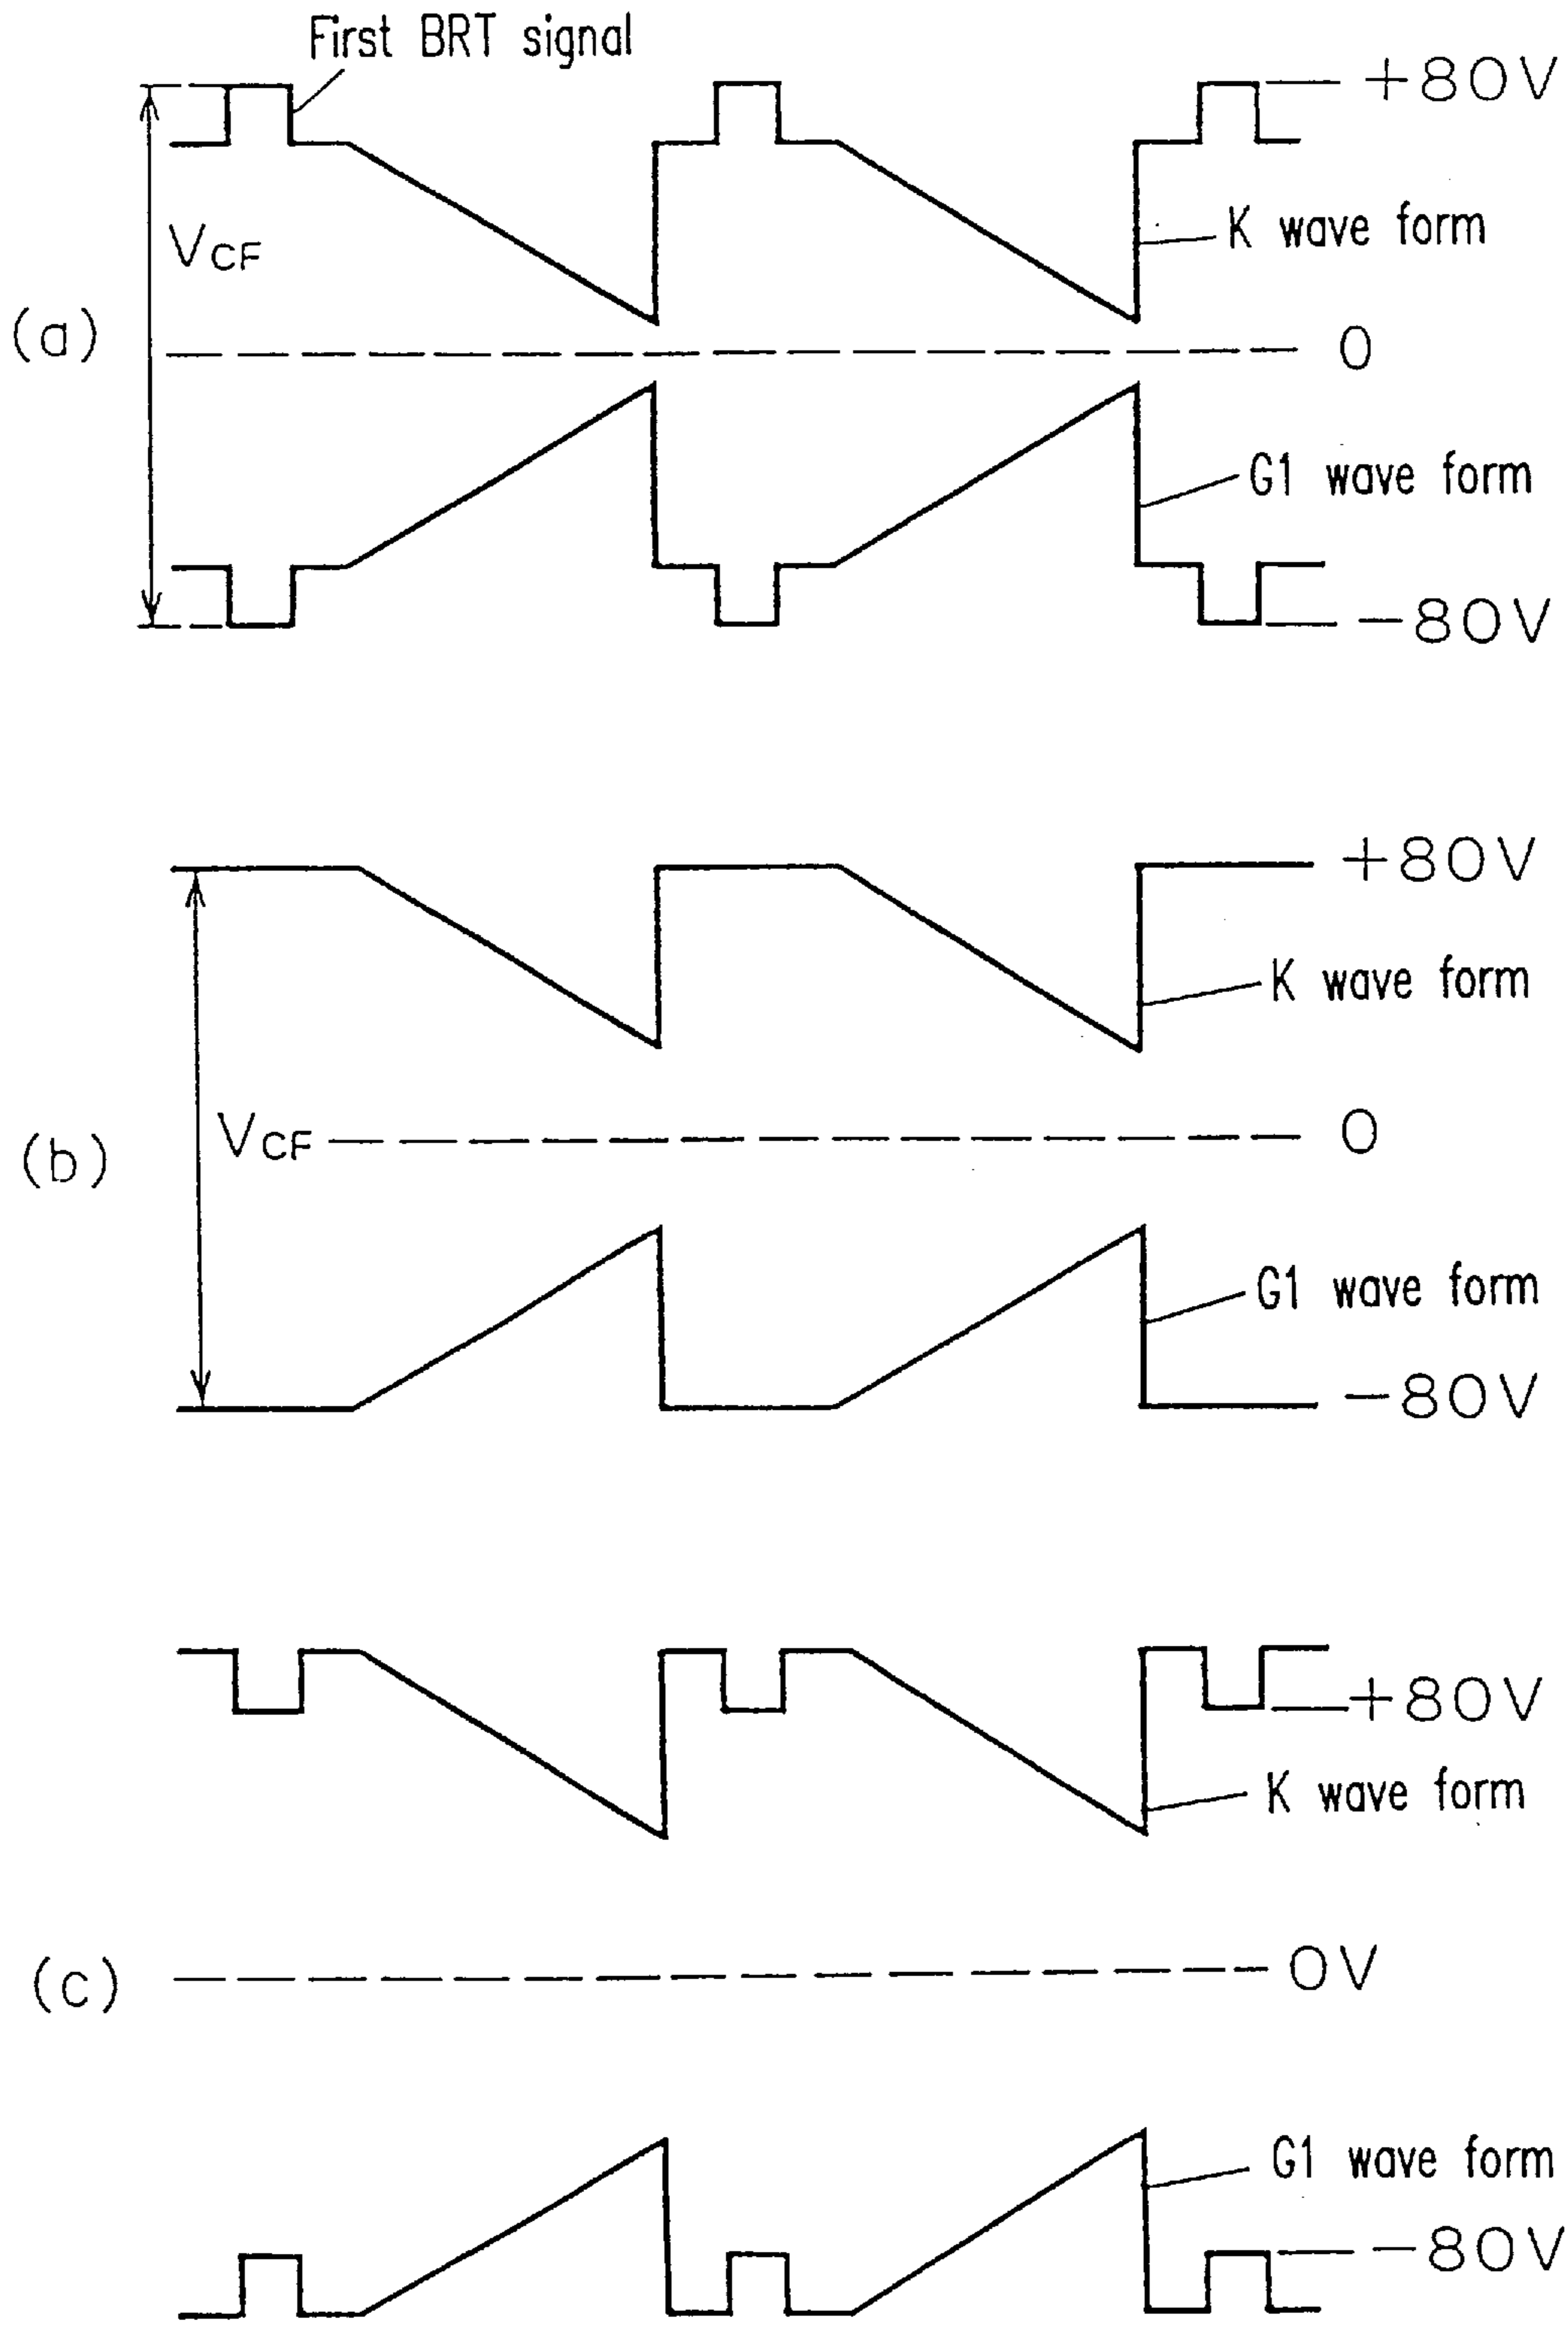 First BRT signal
+80V
VCF
K wave form
(a)
0
G1 wave form
−80V
+80V
K wave form
(b)
VCF
0
G1 wave form
−80V
+80V
K wave form
(c)
0V
G1 wave form
−80V